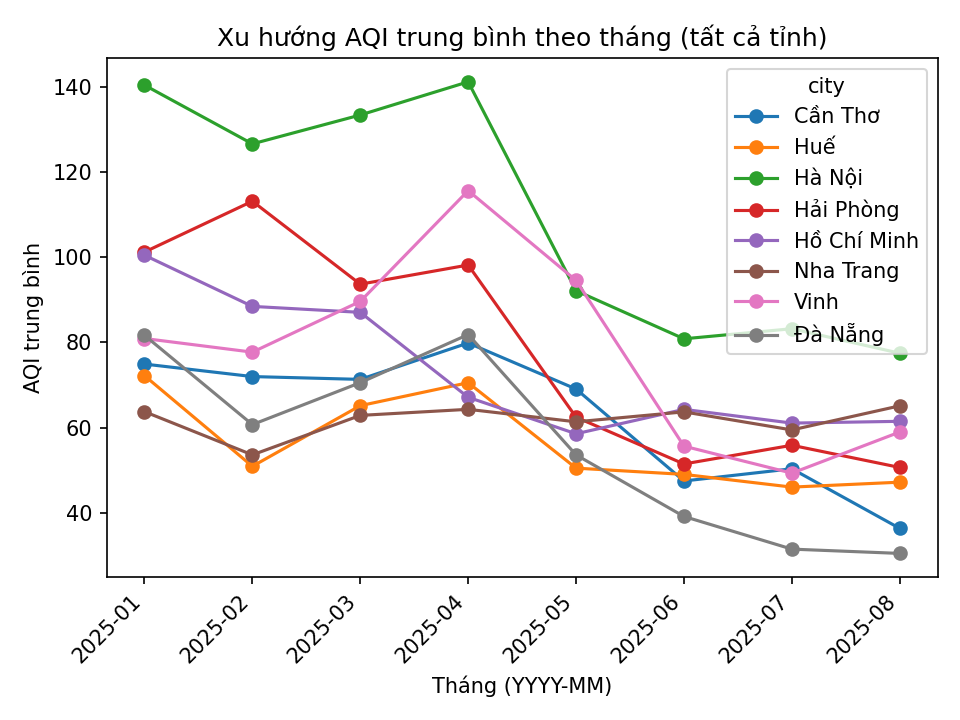 Xu hướng AQI trung bình theo tháng (tất cả tỉnh)
140
120
100
80
60
40
AQI trung bình
city
Cần Thơ
Huế
Hà Nội
Hải Phòng
Hồ Chí Minh
Nha Trang
Vinh
Đà Nẵng
2025-01
2025-02
2025-03
2025-04
2025-05
2025-06
2025-07
2025-08
Tháng (YYYY-MM)